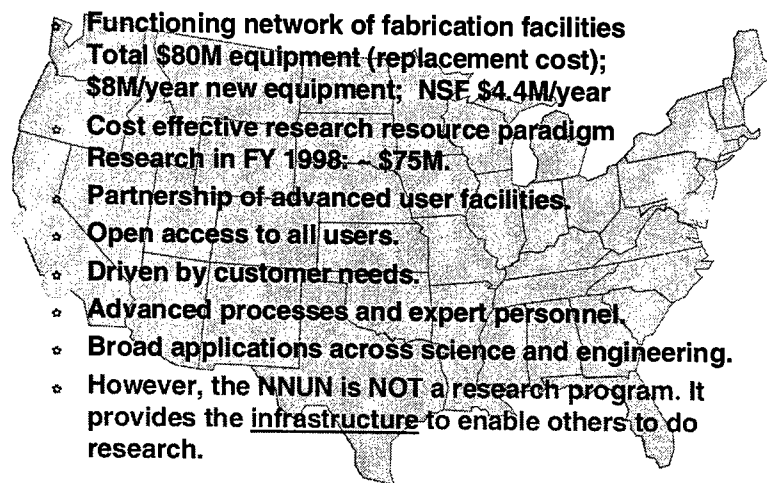 Functioning network of fabrication facilities
Total $80M equipment (replacement cost);
$8M/year new equipment; NSF $4.4M/year
Cost effective research resource paradigm
Research in FY 1998: ~ $75M.
Partnership of advanced user facilities.
Open access to all users.
Driven by customer needs.
Advanced processes and expert personnel.
Broad applications across science and engineering.
However, the NNUN is NOT a research program. It
provides the infrastructure to enable others to do
research.